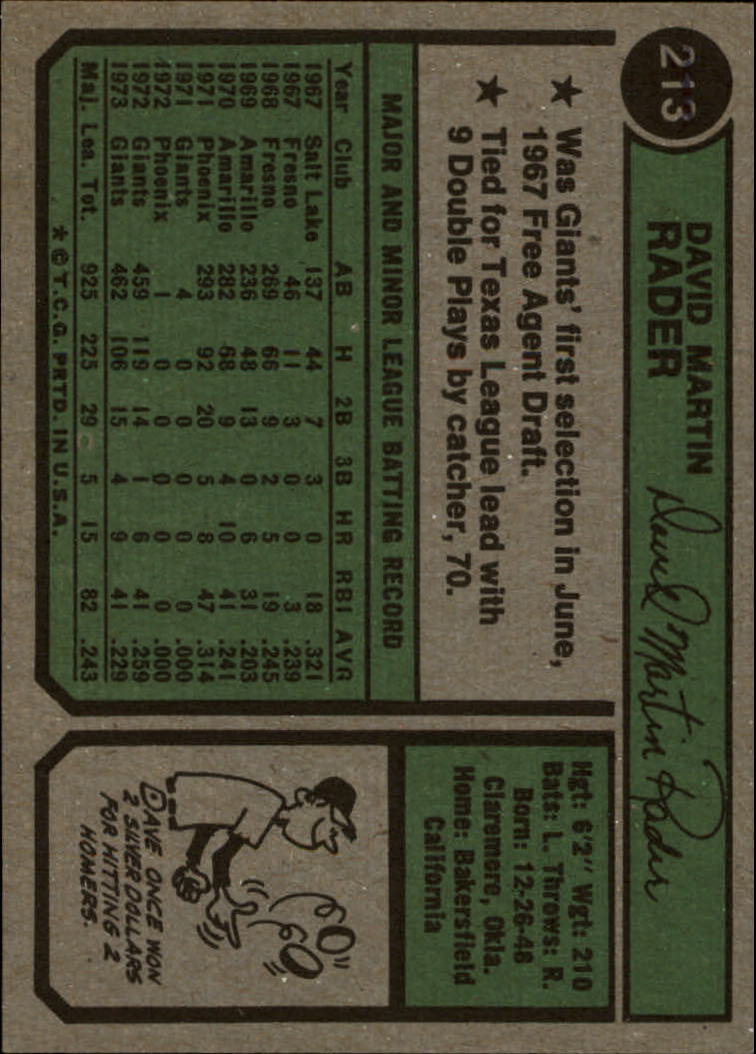 213
DAVID MARTIN
RADER
David Martin Rader
★ Was Giants' first selection in June,
1967 Free Agent Draft.
★ Tied for Texas League lead with
9 Double Plays by catcher, 70.
MAJOR AND MINOR LEAGUE BATTING RECORD
Year Club AB H 2B 3B HR RBI AVG
1967 Salt Lake 137 44 7 3 0 18 .321
1967 Fresno 46 11 3 0 0 3 .239
1968 Fresno 269 66 9 2 5 19 .245
1969 Amarillo 236 48 13 0 6 31 .203
1970 Amarillo 282 68 9 4 10 41 .241
1971 Phoenix 293 92 20 5 8 47 .314
1971 Giants 4 0 0 0 0 0 .000
1972 Phoenix 1 0 0 0 0 0 .000
1972 Giants 459 119 14 1 6 41 .259
1973 Giants 462 106 15 4 9 41 .229
Maj. Lea. Tot. 925 225 29 5 15 82 .243
* © T.C.G. PRTD. IN U.S.A.
Hgt: 6'2" Wgt: 210
Bats: L. Throws: R.
Born: 12-26-48
Claremere, Okla.
Home: Bakersfield
California
DAVE ONCE WON
2 SILVER DOLLARS
FOR HITTING 2
HOMERS.